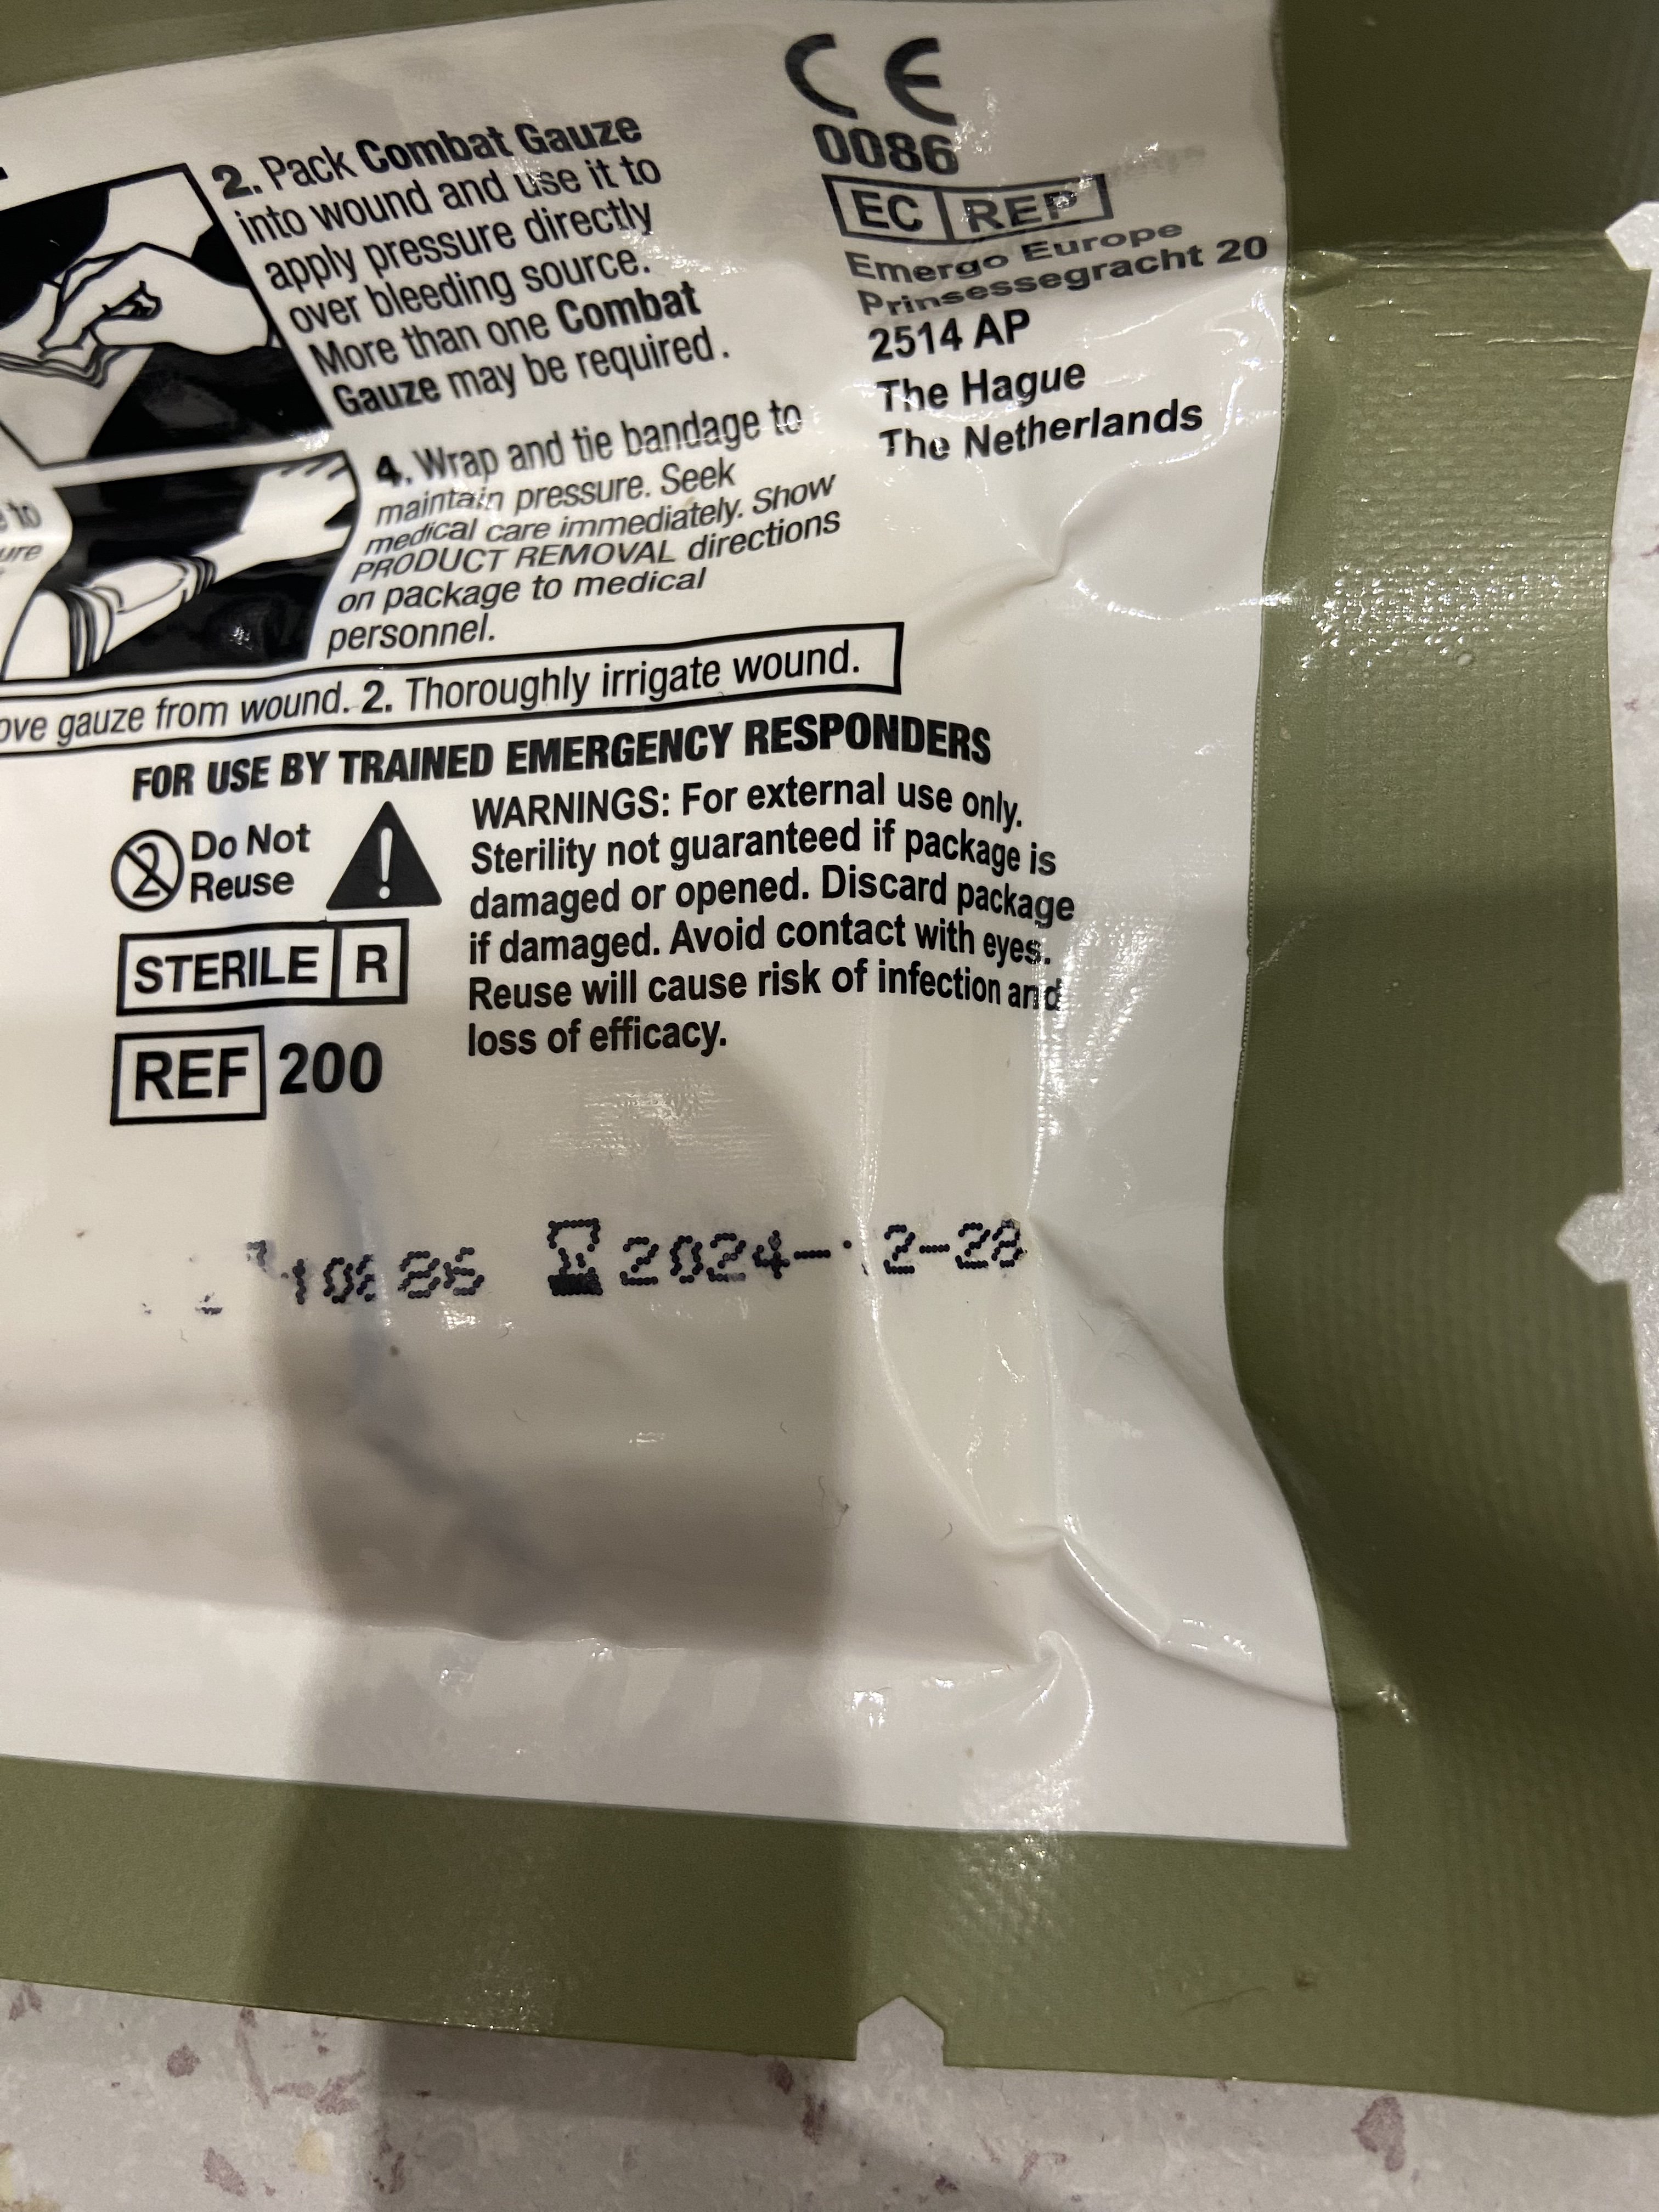 CE
0086
EC REP
Emergo Europe
Prinsessegracht 20
2514 AP
The Hague
The Netherlands
2. Pack Combat Gauze
into wound and use it to
apply pressure directly
over bleeding source.
More than one Combat
Gauze may be required.
4. Wrap and tie bandage to
maintain pressure. Seek
medical care immediately. Show
PRODUCT REMOVAL directions
on package to medical
personnel.
to
gauze from wound. 2. Thoroughly irrigate wound.
FOR USE BY TRAINED EMERGENCY RESPONDERS
2 Do Not
Reuse
WARNINGS: For external use only.
Sterility not guaranteed if package is
damaged or opened. Discard package
if damaged. Avoid contact with eyes.
Reuse will cause risk of infection and
loss of efficacy.
STERILE R
REF 200